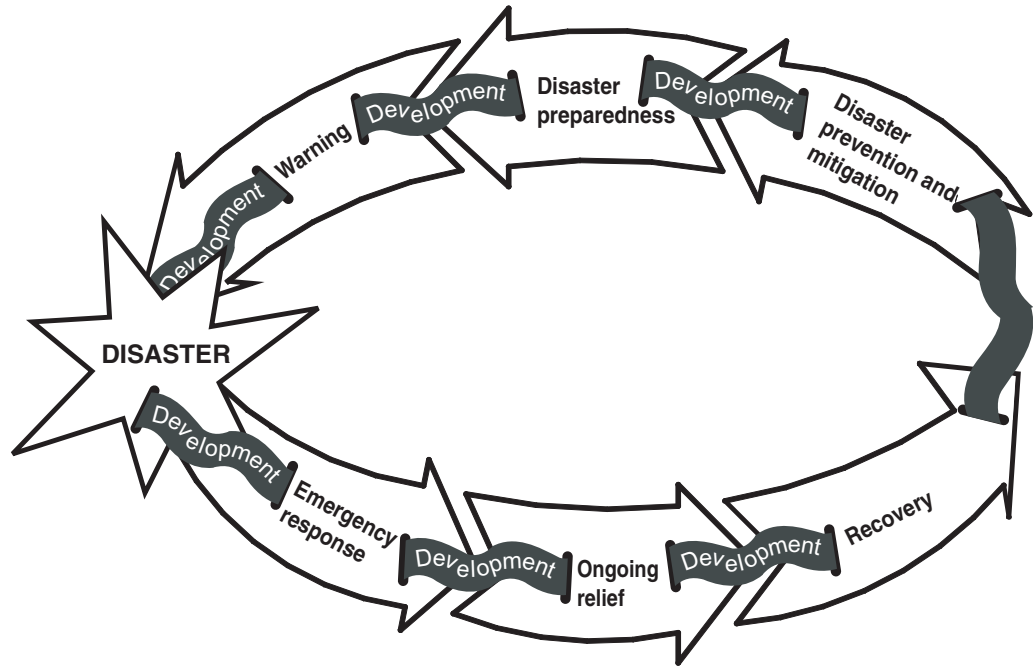 Development
Disaster
preparedness
Development
Disaster
prevention and
mitigation
Warning
Development
DISASTER
Development
Emergency
response
Development
Ongoing
relief
Development
Recovery